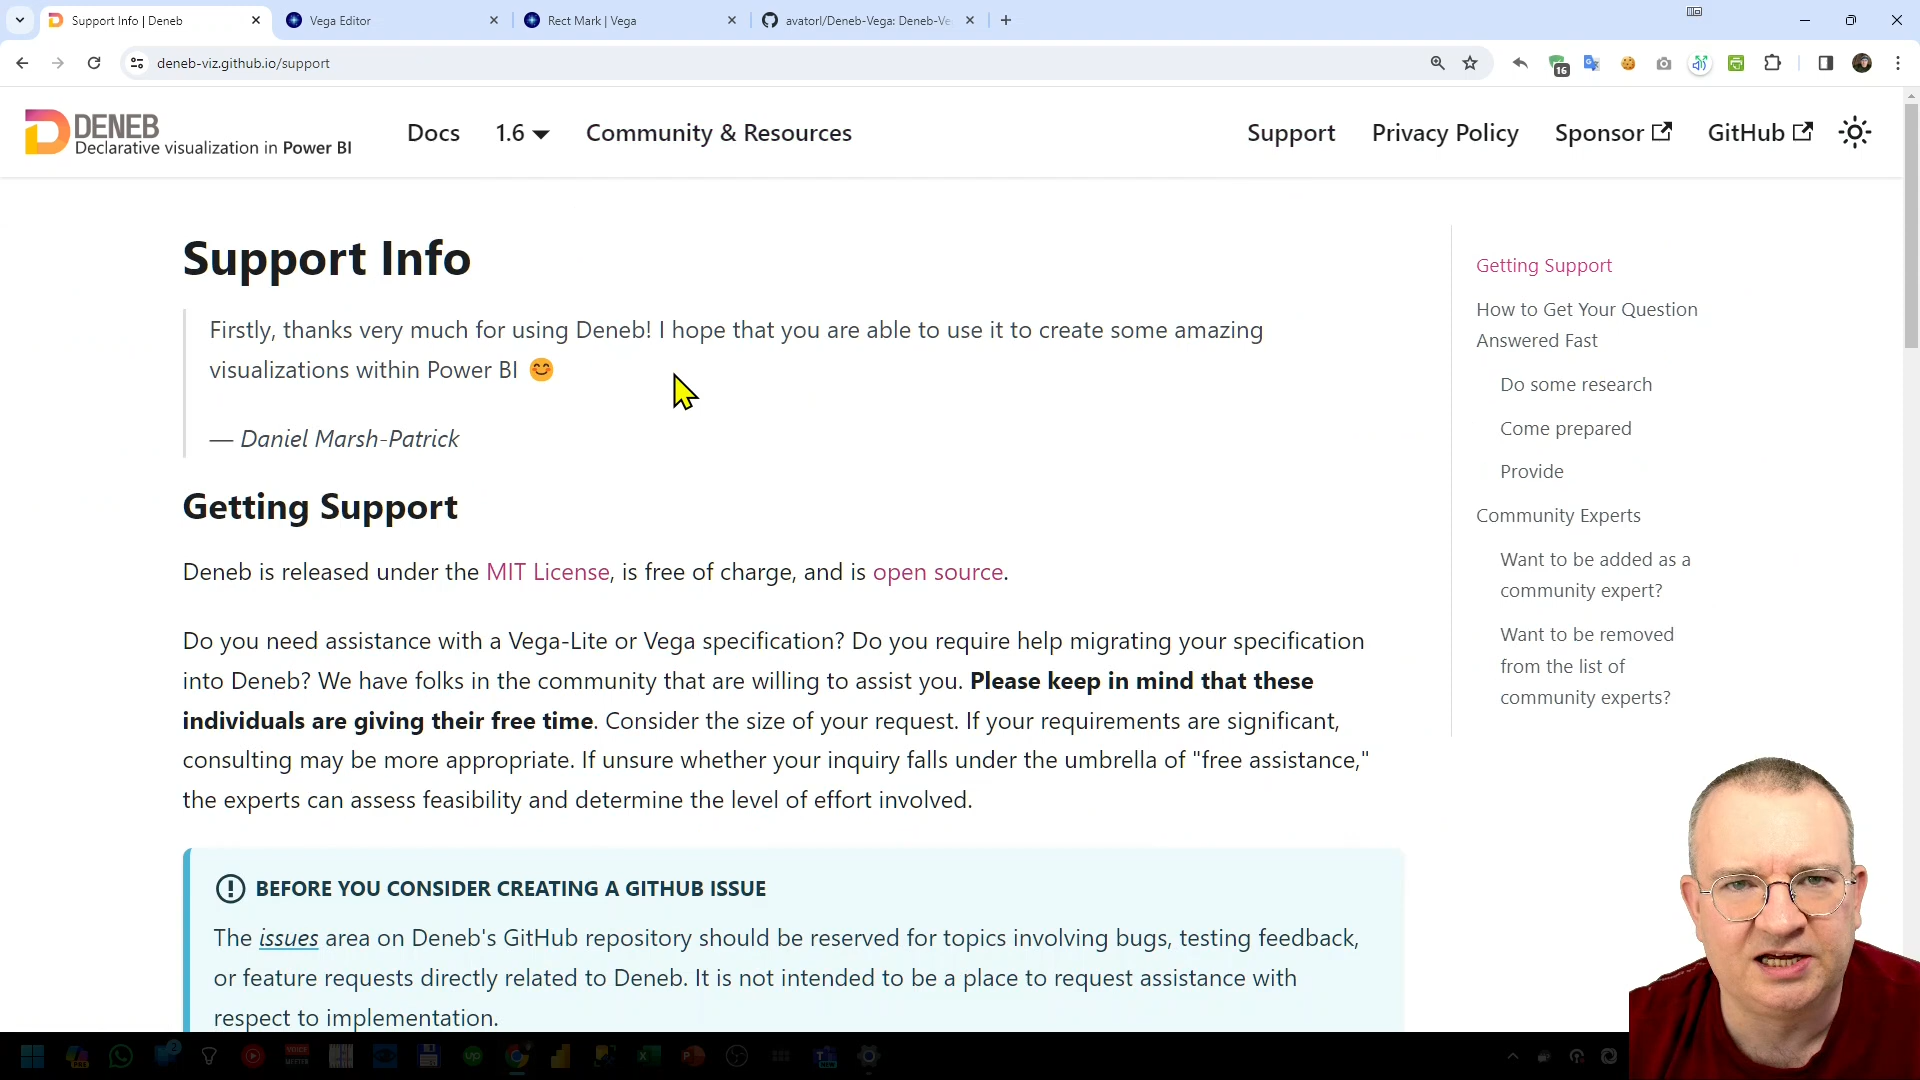 Support Info | Deneb
Vega Editor
Rect Mark | Vega
avatorl/Deneb-Vega: Deneb-Ve
deneb-viz.github.io/support
16
DENEB
Declarative visualization in Power BI
Docs
1.6
Community & Resources
Support
Privacy Policy
Sponsor
GitHub
Support Info
Firstly, thanks very much for using Deneb! I hope that you are able to use it to create some amazing
visualizations within Power BI 😊
— Daniel Marsh-Patrick
Getting Support
Deneb is released under the MIT License, is free of charge, and is open source.
Do you need assistance with a Vega-Lite or Vega specification? Do you require help migrating your specification
into Deneb? We have folks in the community that are willing to assist you. Please keep in mind that these
individuals are giving their free time. Consider the size of your request. If your requirements are significant,
consulting may be more appropriate. If unsure whether your inquiry falls under the umbrella of "free assistance,"
the experts can assess feasibility and determine the level of effort involved.
BEFORE YOU CONSIDER CREATING A GITHUB ISSUE
The issues area on Deneb's GitHub repository should be reserved for topics involving bugs, testing feedback,
or feature requests directly related to Deneb. It is not intended to be a place to request assistance with
respect to implementation.
Getting Support
How to Get Your Question
Answered Fast
Do some research
Come prepared
Provide
Community Experts
Want to be added as a
community expert?
Want to be removed
from the list of
community experts?